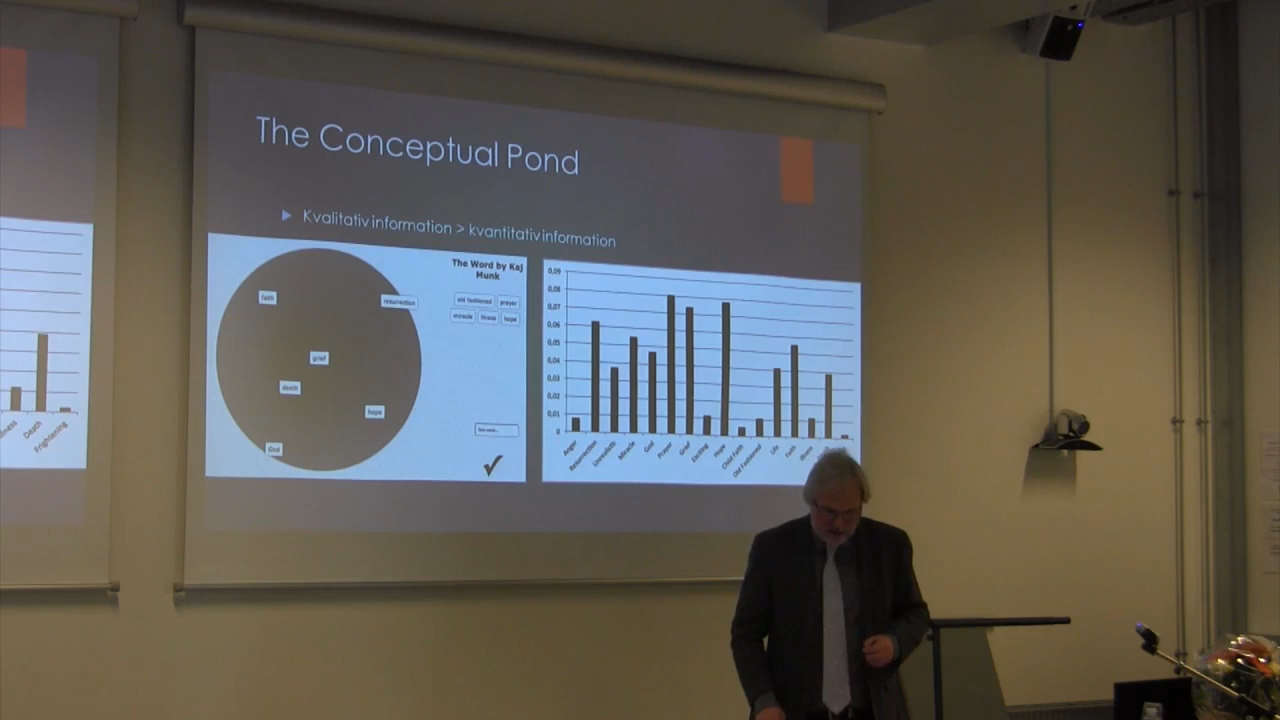 The Conceptual Pond
Kvalitativ information > kvantitativ information
The Word by Kaj
Munk
old fashioned prayer
miracle illness hope
faith
resurrection
grief
death
hope
God
0,09
0,08
0,07
0,06
0,05
0,04
0,03
0,02
0,01
0
Anger
Resurrection
Unrealistic
Miracle
God
Prayer
Grief
Exciting
Hope
Child Faith
Old Fashioned
Life
Faith
Illness
Death
Frightening